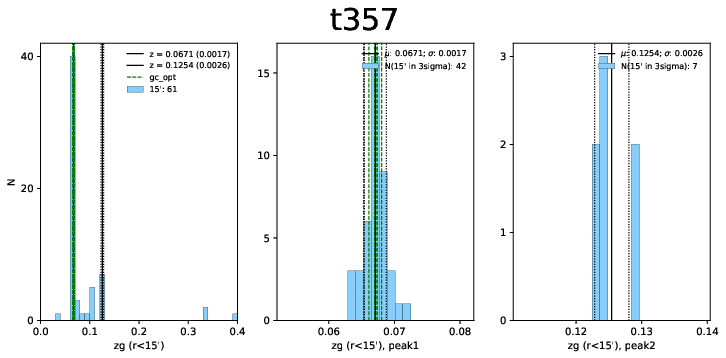 t357
z = 0.0671 (0.0017)
z = 0.1254 (0.0026)
gc_opt
15': 61
N
0
20
40
0.0
0.1
0.2
0.3
0.4
zg (r<15')
μ: 0.0671; σ: 0.0017
N(15' in 3sigma): 42
0
5
10
15
0.06
0.07
0.08
zg (r<15'), peak1
μ: 0.1254; σ: 0.0026
N(15' in 3sigma): 7
0
1
2
3
0.12
0.13
0.14
zg (r<15'), peak2